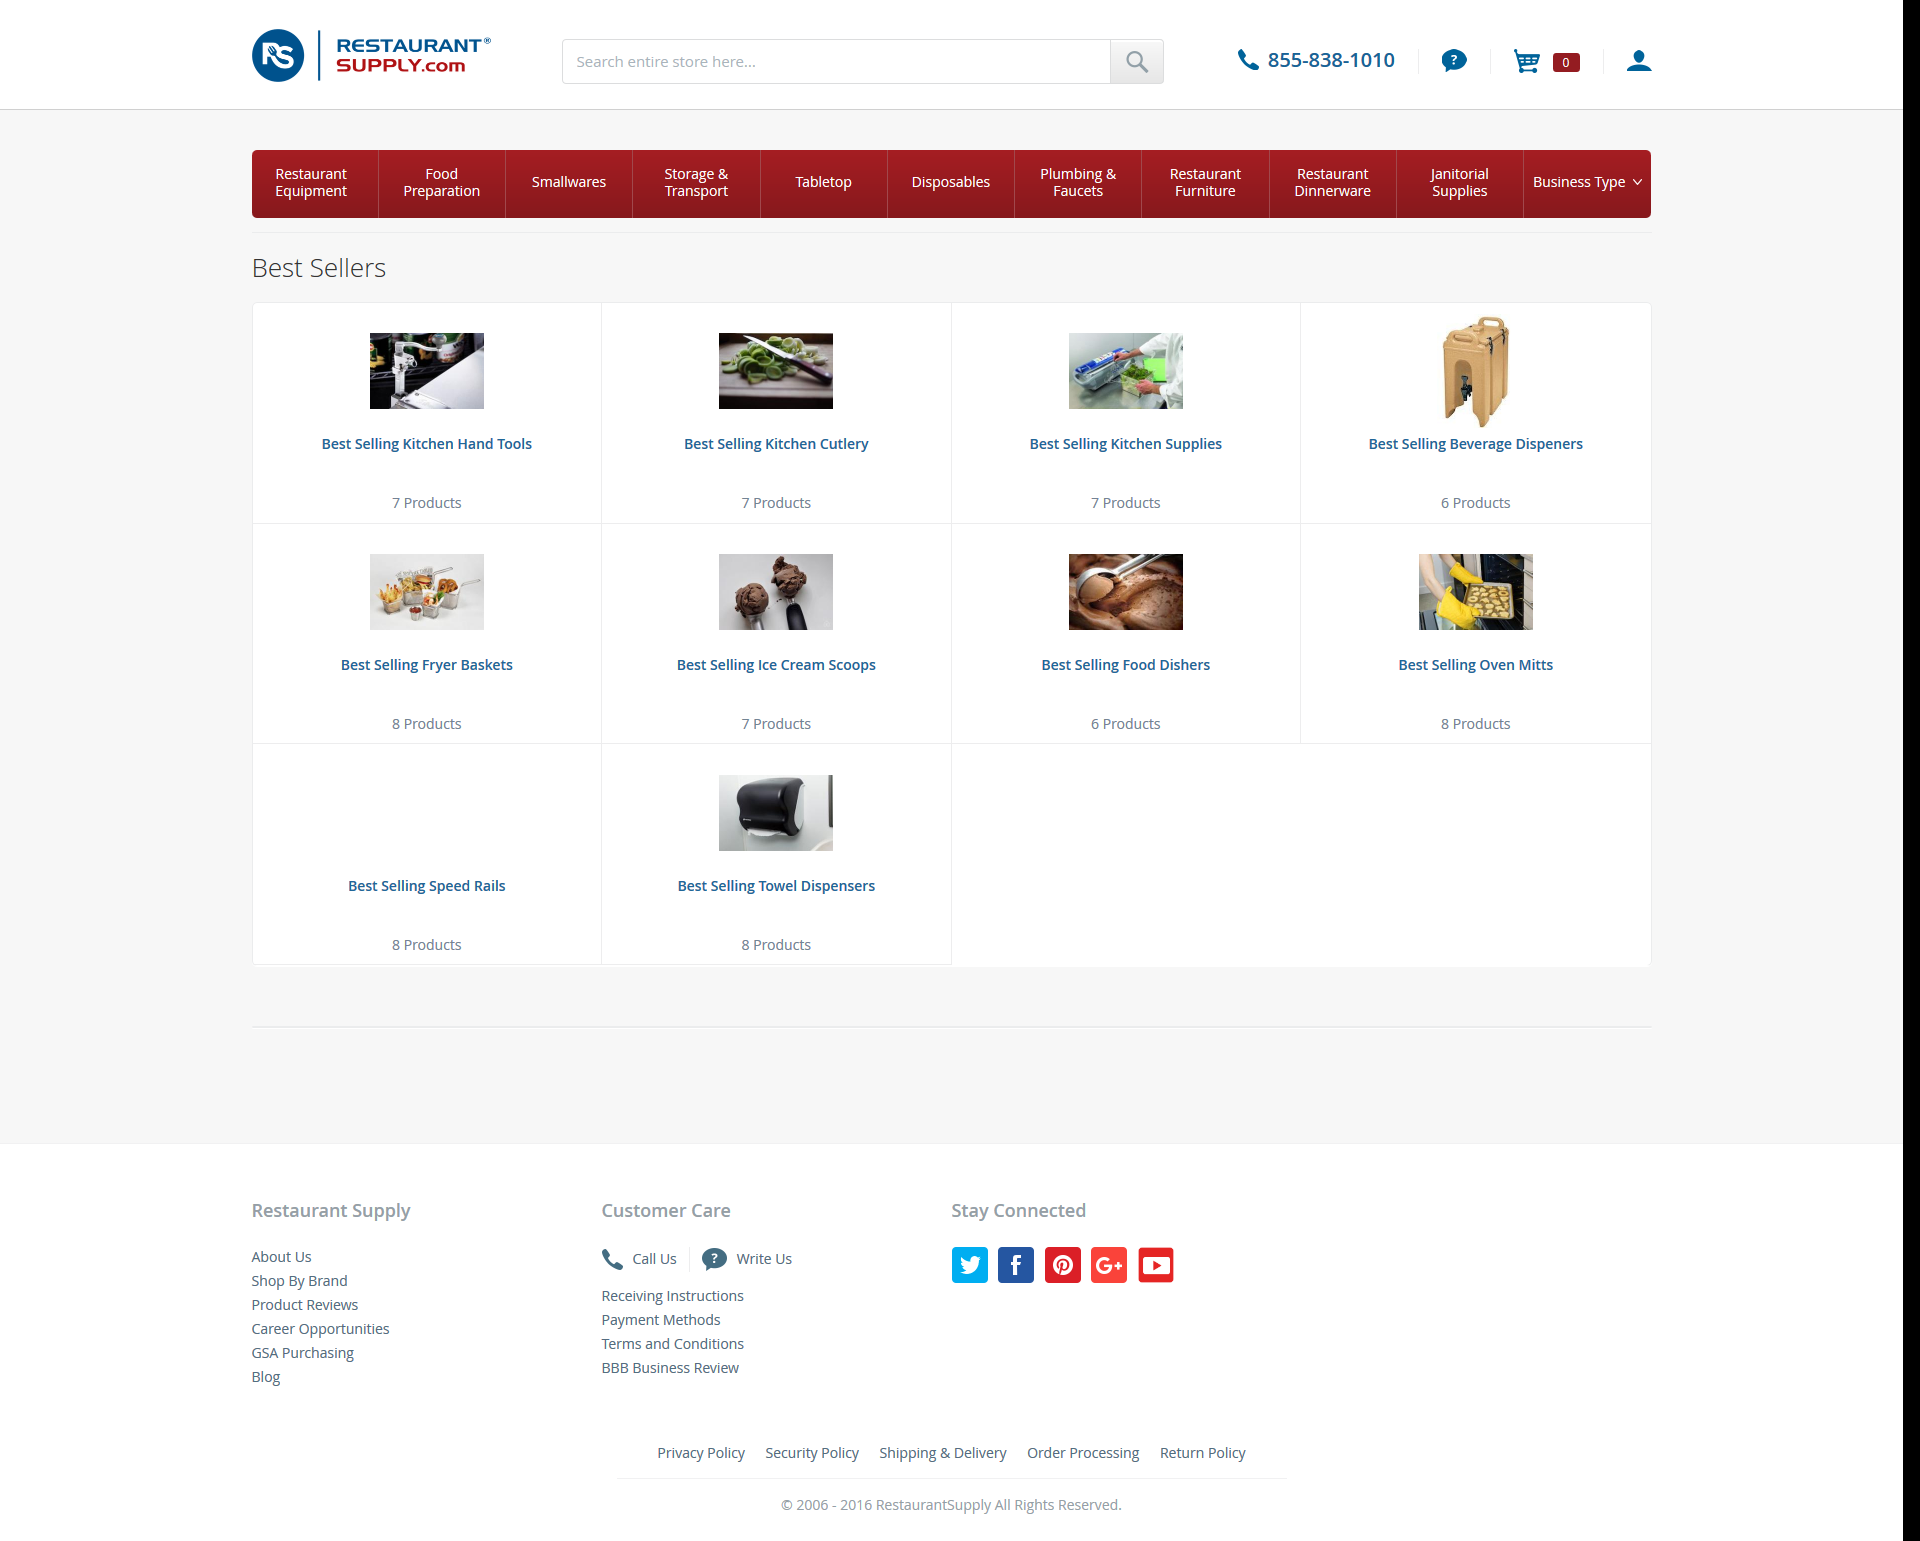 RS
RESTAURANT®
SUPPLY.com
Search entire store here...
855-838-1010
?
0
Restaurant
Equipment
Food
Preparation
Smallwares
Storage &
Transport
Tabletop
Disposables
Plumbing &
Faucets
Restaurant
Furniture
Restaurant
Dinnerware
Janitorial
Supplies
Business Type
Best Sellers
Best Selling Kitchen Hand Tools
Best Selling Kitchen Cutlery
Best Selling Kitchen Supplies
Best Selling Beverage Dispeners
7 Products
7 Products
7 Products
6 Products
Best Selling Fryer Baskets
Best Selling Ice Cream Scoops
Best Selling Food Dishers
Best Selling Oven Mitts
8 Products
7 Products
6 Products
8 Products
Best Selling Speed Rails
Best Selling Towel Dispensers
8 Products
8 Products
Restaurant Supply
About Us
Shop By Brand
Product Reviews
Career Opportunities
GSA Purchasing
Blog
Customer Care
Call Us
? Write Us
Receiving Instructions
Payment Methods
Terms and Conditions
BBB Business Review
Stay Connected
f
G+
Privacy Policy Security Policy Shipping & Delivery Order Processing Return Policy
© 2006 - 2016 RestaurantSupply All Rights Reserved.